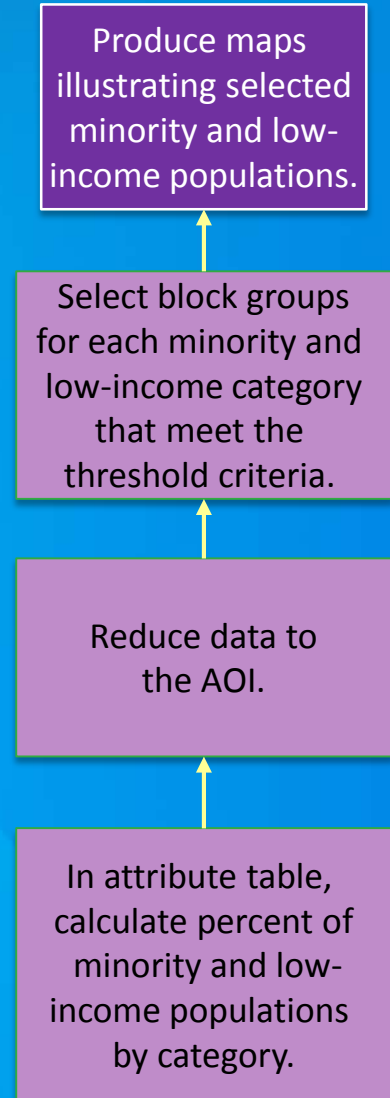 Produce maps
illustrating selected
minority and low-
income populations.
Select block groups
for each minority and
low-income category
that meet the
threshold criteria.
Reduce data to
the AOI.
In attribute table,
calculate percent of
minority and low-
income populations
by category.